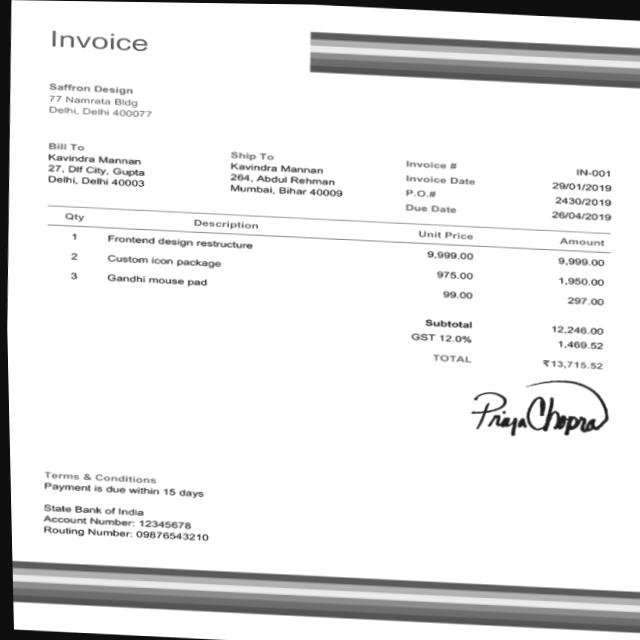 Invoice
Saffron Design
77 Namrata Bldg
Delhi, Delhi 400077
Bill To
Kavindra Mannan
27, Dlf City, Gupta
Delhi, Delhi 40003
Ship To
Kavindra Mannan
264, Abdul Rehman
Mumbai, Bihar 40009
Invoice # IN-001
Invoice Date 29/01/2019
P.O.# 2430/2019
Due Date 26/04/2019
Qty Description Unit Price Amount
1 Frontend design restructure 9,999.00 9,999.00
2 Custom icon package 975.00 1,950.00
3 Gandhi mouse pad 99.00 297.00
Subtotal 12,246.00
GST 12.0% 1,469.52
TOTAL ₹13,715.52
Priya Chopra
Terms & Conditions
Payment is due within 15 days
State Bank of India
Account Number: 12345678
Routing Number: 09876543210